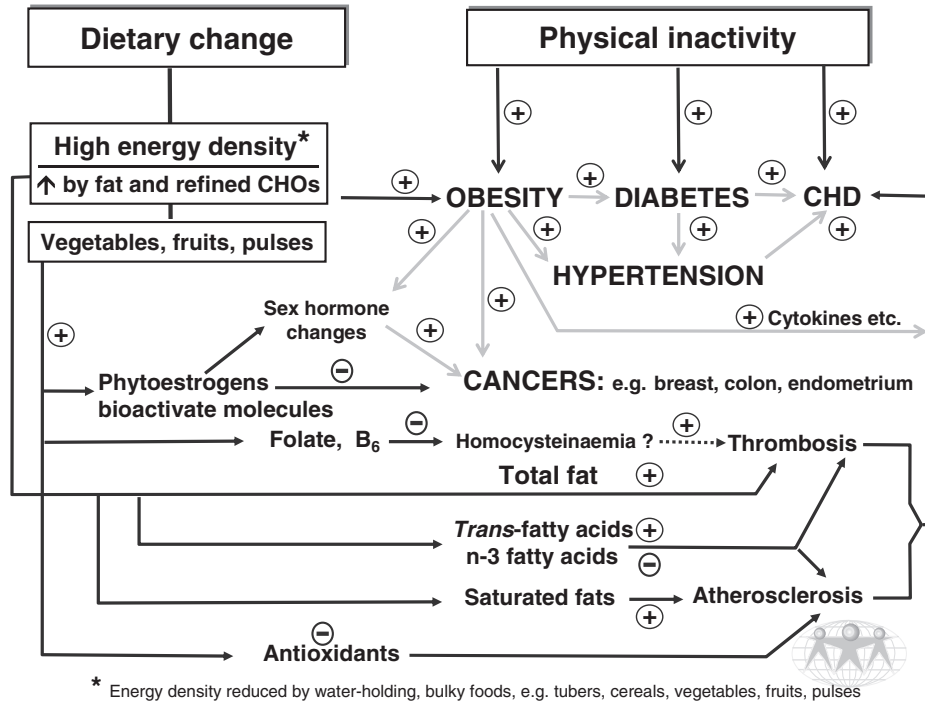 Dietary change
Physical inactivity
High energy density*
↑ by fat and refined CHOs
Vegetables, fruits, pulses
+
+
+
+
OBESITY
+
DIABETES
+
CHD
+
+
+
+
HYPERTENSION
+
+
Sex hormone
changes
+
+ Cytokines etc.
Phytoestrogens
bioactivate molecules
−
CANCERS: e.g. breast, colon, endometrium
Folate, B6
−
Homocysteinaemia ?
+
Thrombosis
Total fat +
Trans-fatty acids +
n-3 fatty acids
−
Saturated fats
+
Atherosclerosis
−
Antioxidants
* Energy density reduced by water-holding, bulky foods, e.g. tubers, cereals, vegetables, fruits, pulses